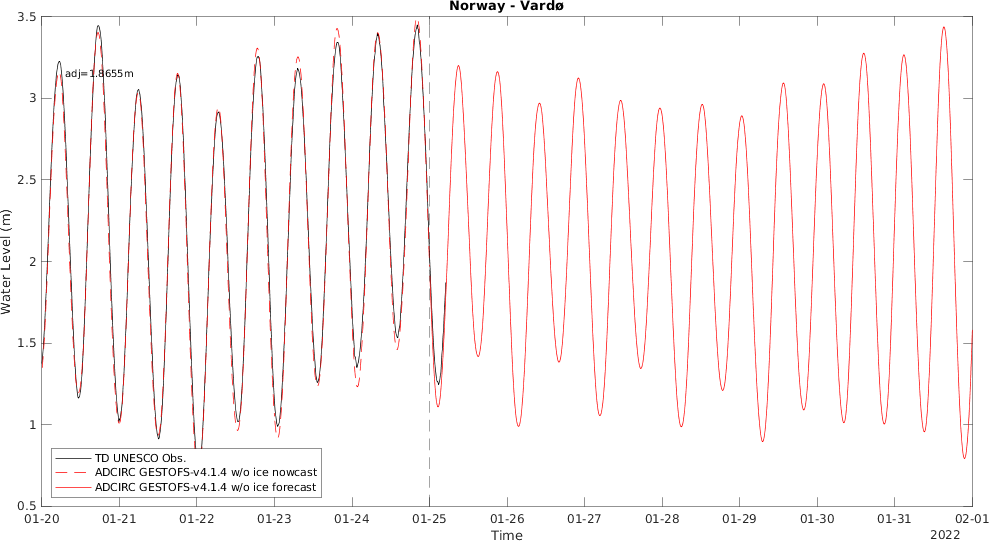 Norway - Vardø
3.5
3
2.5
2
1.5
1
0.5
Water Level (m)
adj=1.8655m
TD UNESCO Obs.
ADCIRC GESTOFS-v4.1.4 w/o ice nowcast
ADCIRC GESTOFS-v4.1.4 w/o ice forecast
01-20 01-21 01-22 01-23 01-24 01-25 01-26 01-27 01-28 01-29 01-30 01-31 02-01
Time
2022